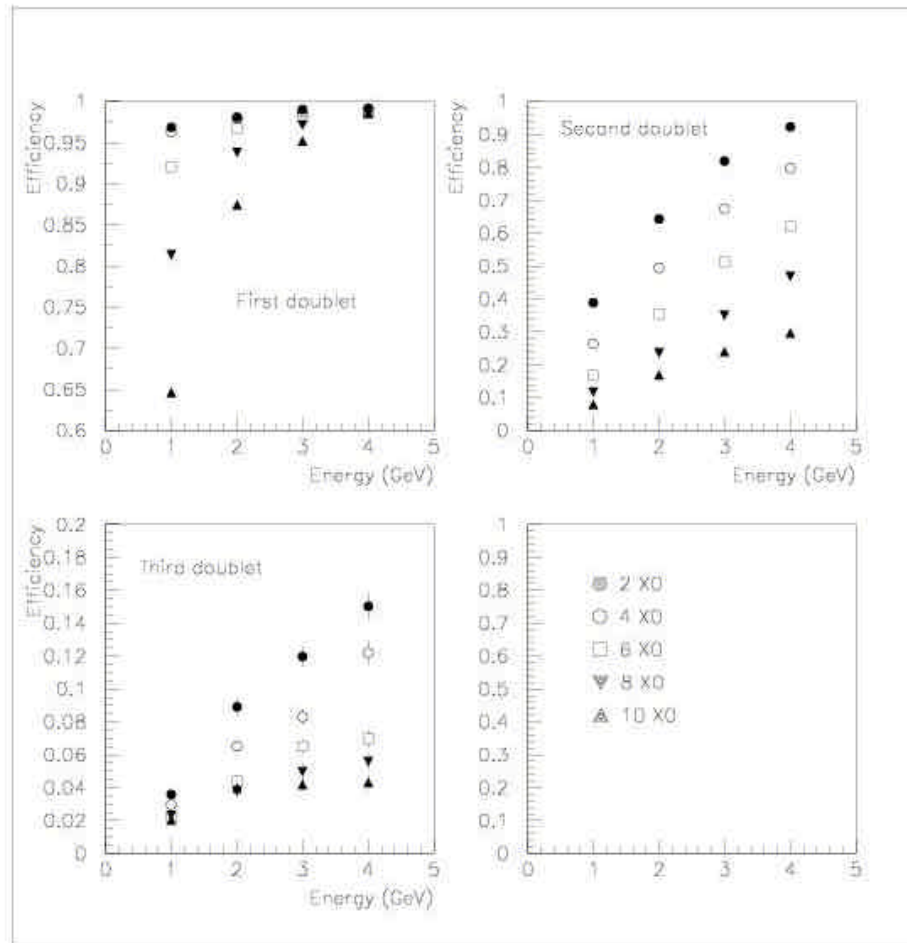 Efficiency
1
0.95
0.9
0.85
0.8
0.75
0.7
0.65
0.6
First doublet
0 1 2 3 4 5
Energy (GeV)
Efficiency
1
0.9
0.8
0.7
0.6
0.5
0.4
0.3
0.2
0.1
0
Second doublet
0 1 2 3 4 5
Energy (GeV)
Efficiency
0.2
0.18
0.16
0.14
0.12
0.1
0.08
0.06
0.04
0.02
0
Third doublet
0 1 2 3 4 5
Energy (GeV)
1
0.9
0.8
0.7
0.6
0.5
0.4
0.3
0.2
0.1
0
2 X0
4 X0
6 X0
8 X0
10 X0
0 1 2 3 4 5